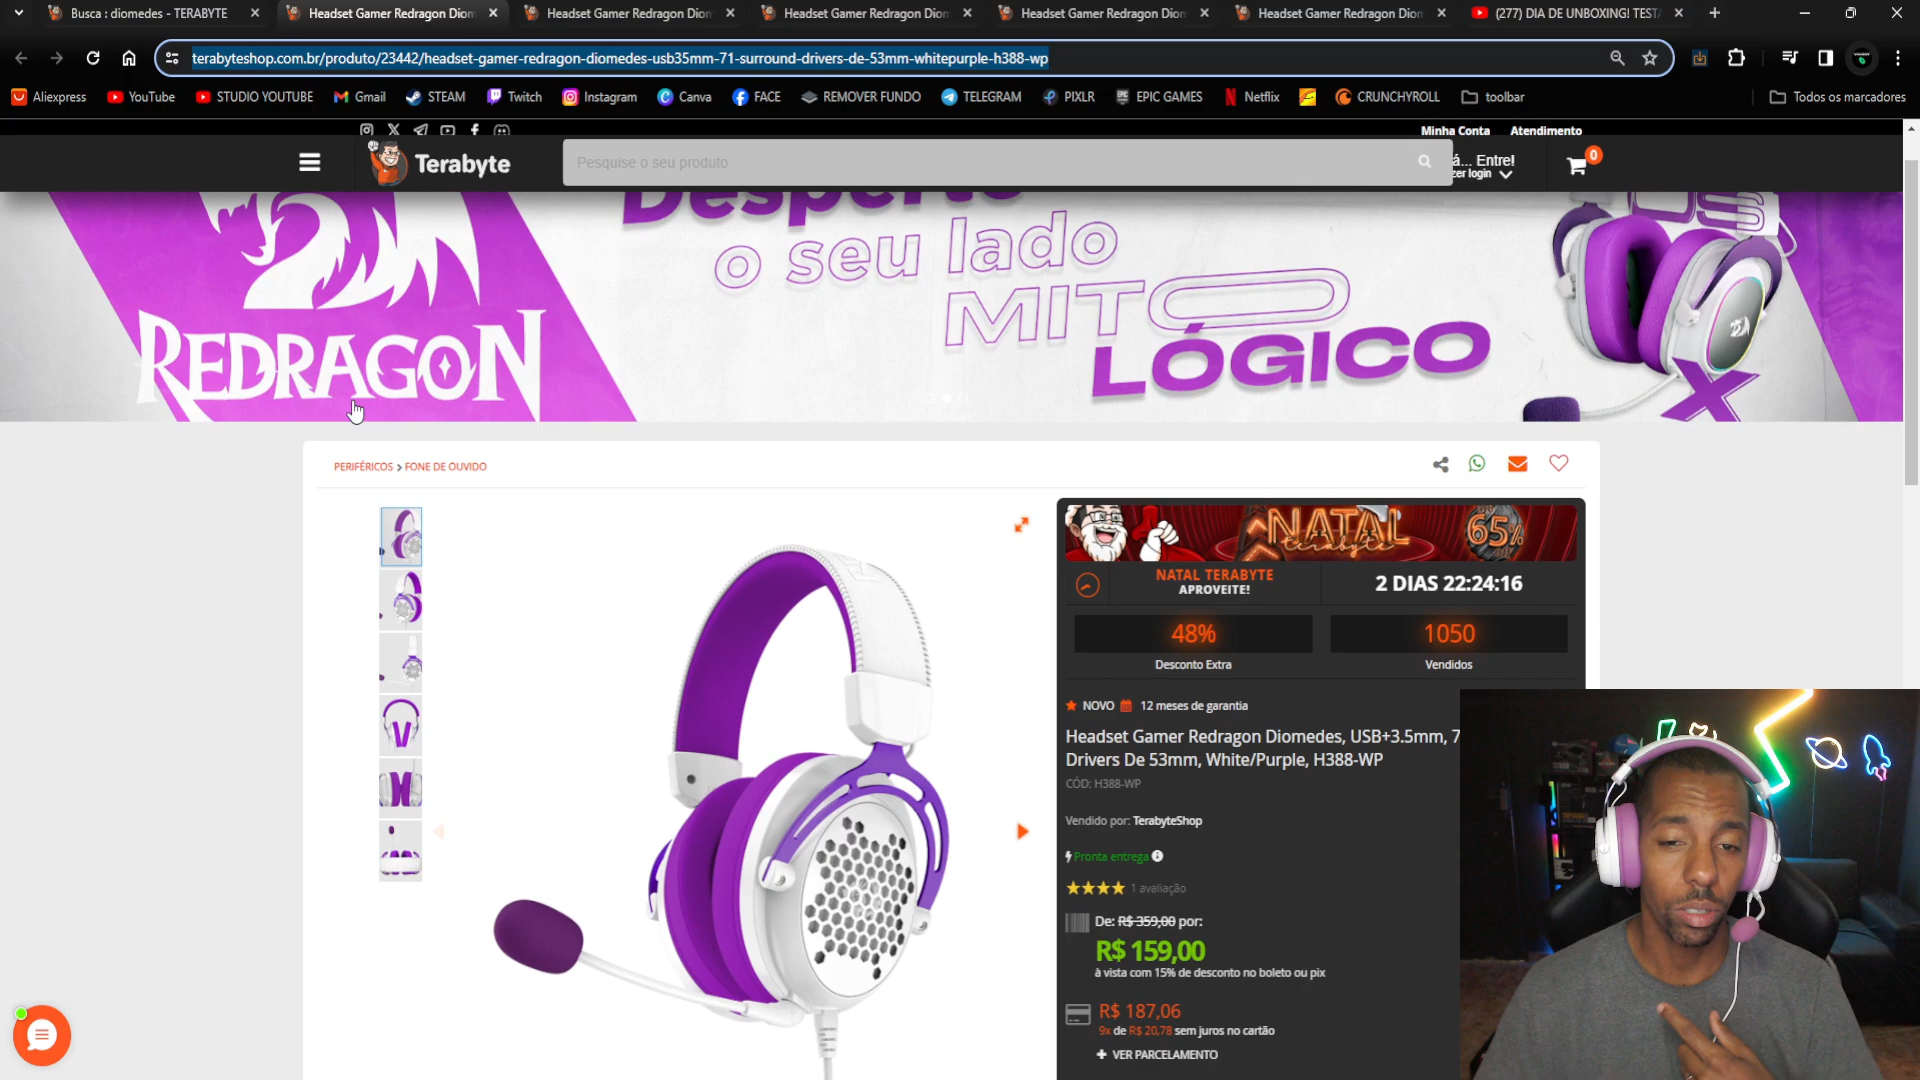 Busca : diomedes - TERABYTE
Headset Gamer Redragon Diom
Headset Gamer Redragon Dion
Headset Gamer Redragon Dion
Headset Gamer Redragon Dion
Headset Gamer Redragon Dion
(277) DIA DE UNBOXING! TEST
terabyteshop.com.br/produto/23442/headset-gamer-redragon-diomedes-usb35mm-71-surround-drivers-de-53mm-whitepurple-h388-wp
Aliexpress
YouTube
STUDIO YOUTUBE
Gmail
STEAM
Twitch
Instagram
Canva
FACE
REMOVER FUNDO
TELEGRAM
PIXLR
EPIC GAMES
Netflix
CRUNCHYROLL
toolbar
Todos os marcadores
Minha Conta Atendimento
Terabyte
Pesquise o seu produto
á... Entre!
zer login
0
Desperte
o seu lado
MITO
LÓGICO
REDRAGON
PERIFÉRICOS > FONE DE OUVIDO
NATAL
terabyte
65%
NATAL TERABYTE
APROVEITE!
2 DIAS 22:24:16
48%
Desconto Extra
1050
Vendidos
NOVO 12 meses de garantia
Headset Gamer Redragon Diomedes, USB+3.5mm, 7
Drivers De 53mm, White/Purple, H388-WP
CÓD: H388-WP
Vendido por: TerabyteShop
Pronta entrega
1 avaliação
De: R$ 359,00 por:
R$ 159,00
à vista com 15% de desconto no boleto ou pix
R$ 187,06
9x de R$ 20,78 sem juros no cartão
+ VER PARCELAMENTO